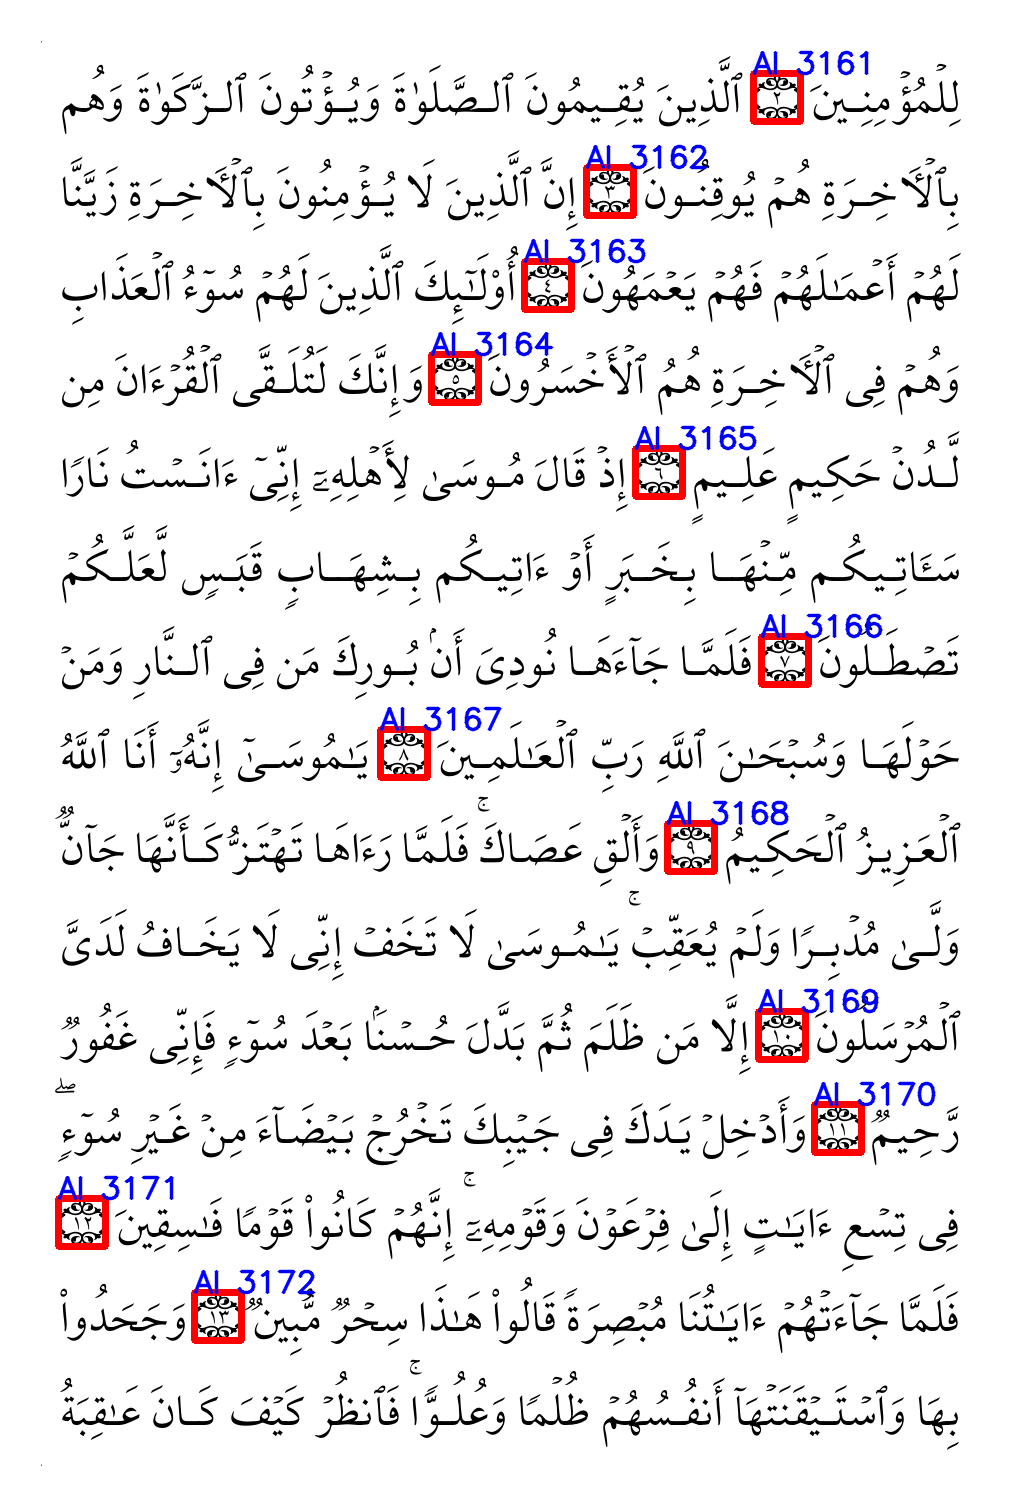 لِلْمُؤْمِنِينَ ٢ ٱلَّذِينَ يُقِيمُونَ ٱلصَّلَوٰةَ وَيُؤْتُونَ ٱلزَّكَوٰةَ وَهُم AI_3161
بِٱلْـَٔاخِرَةِ هُمْ يُوقِنُونَ ٣ إِنَّ ٱلَّذِينَ لَا يُؤْمِنُونَ بِٱلْـَٔاخِرَةِ زَيَّنَّا AI_3162
لَهُمْ أَعْمَـٰلَهُمْ فَهُمْ يَعْمَهُونَ ٤ أُو۟لَـٰٓئِكَ ٱلَّذِينَ لَهُمْ سُوٓءُ ٱلْعَذَابِ AI_3163
وَهُمْ فِى ٱلْـَٔاخِرَةِ هُمُ ٱلْأَخْسَرُونَ ٥ وَإِنَّكَ لَتُلَقَّى ٱلْقُرْءَانَ مِن AI_3164
لَّدُنْ حَكِيمٍ عَلِيمٍ ٦ إِذْ قَالَ مُوسَىٰ لِأَهْلِهِۦٓ إِنِّىٓ ءَانَسْتُ نَارًا AI_3165
سَـَٔاتِيكُم مِّنْهَا بِخَبَرٍ أَوْ ءَاتِيكُم بِشِهَابٍ قَبَسٍ لَّعَلَّكُمْ
تَصْطَلُونَ ٧ فَلَمَّا جَآءَهَا نُودِىَ أَنۢ بُورِكَ مَن فِى ٱلنَّارِ وَمَنْ AI_3166
حَوْلَهَا وَسُبْحَـٰنَ ٱللَّهِ رَبِّ ٱلْعَـٰلَمِينَ ٨ يَـٰمُوسَىٰٓ إِنَّهُۥٓ أَنَا ٱللَّهُ AI_3167
ٱلْعَزِيزُ ٱلْحَكِيمُ ٩ وَأَلْقِ عَصَاكَ ۚ فَلَمَّا رَءَاهَا تَهْتَزُّ كَأَنَّهَا جَآنٌّ AI_3168
وَلَّىٰ مُدْبِرًا وَلَمْ يُعَقِّبْ ۚ يَـٰمُوسَىٰ لَا تَخَفْ إِنِّى لَا يَخَافُ لَدَىَّ
ٱلْمُرْسَلُونَ ١٠ إِلَّا مَن ظَلَمَ ثُمَّ بَدَّلَ حُسْنًۢا بَعْدَ سُوٓءٍ فَإِنِّى غَفُورٌ AI_3169
رَّحِيمٌ ١١ وَأَدْخِلْ يَدَكَ فِى جَيْبِكَ تَخْرُجْ بَيْضَآءَ مِنْ غَيْرِ سُوٓءٍ ۖ AI_3170
فِى تِسْعِ ءَايَـٰتٍ إِلَىٰ فِرْعَوْنَ وَقَوْمِهِۦٓ ۚ إِنَّهُمْ كَانُوا۟ قَوْمًا فَـٰسِقِينَ ١٢ AI_3171
فَلَمَّا جَآءَتْهُمْ ءَايَـٰتُنَا مُبْصِرَةً قَالُوا۟ هَـٰذَا سِحْرٌ مُّبِينٌ ١٣ وَجَحَدُوا۟ AI_3172
بِهَا وَٱسْتَيْقَنَتْهَآ أَنفُسُهُمْ ظُلْمًا وَعُلُوًّا ۚ فَٱنظُرْ كَيْفَ كَانَ عَـٰقِبَةُ